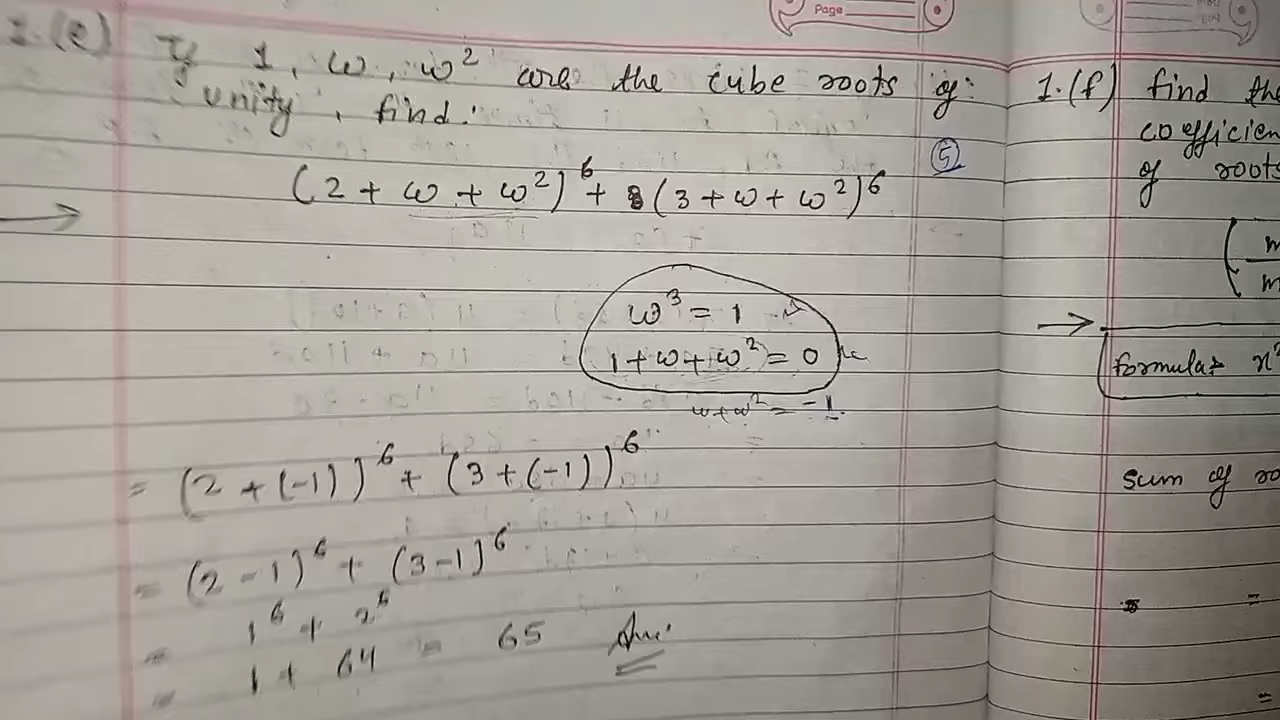 Page
1.(e) If 1, ω, ω² are the cube roots of
unity, find:
⑤
(2 + ω + ω²)⁶ + (3 + ω + ω²)⁶
ω³ = 1
1 + ω + ω² = 0
ω+ω² = -1
= (2 + (-1))⁶ + (3 + (-1))⁶
= (2 - 1)⁶ + (3-1)⁶
= 1⁶ + 2⁶
= 1 + 64 = 65 Ans.
1.(f) find the
coefficien
of roots
m
m
formula:
sum of ro
=
=